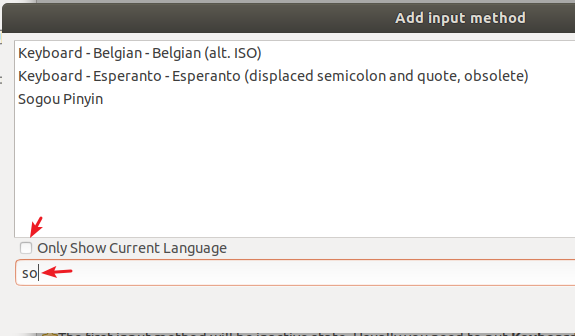 Add input method
Keyboard - Belgian - Belgian (alt. ISO)
Keyboard - Esperanto - Esperanto (displaced semicolon and quote, obsolete)
Sogou Pinyin
Only Show Current Language
so